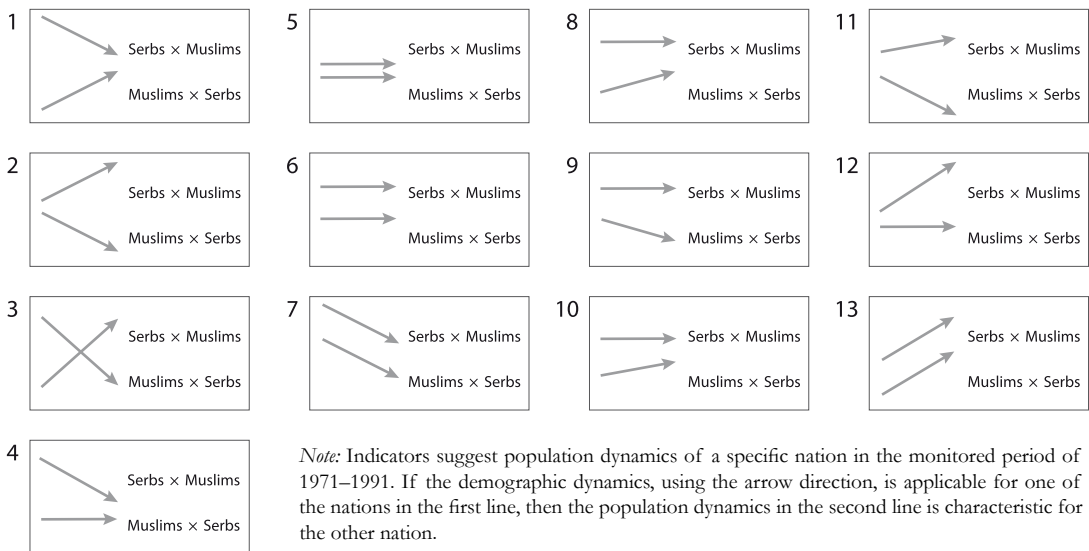 1
Serbs × Muslims
Muslims × Serbs
5
Serbs × Muslims
Muslims × Serbs
8
Serbs × Muslims
Muslims × Serbs
11
Serbs × Muslims
Muslims × Serbs
2
Serbs × Muslims
Muslims × Serbs
6
Serbs × Muslims
Muslims × Serbs
9
Serbs × Muslims
Muslims × Serbs
12
Serbs × Muslims
Muslims × Serbs
3
Serbs × Muslims
Muslims × Serbs
7
Serbs × Muslims
Muslims × Serbs
10
Serbs × Muslims
Muslims × Serbs
13
Serbs × Muslims
Muslims × Serbs
4
Serbs × Muslims
Muslims × Serbs
Note: Indicators suggest population dynamics of a specific nation in the monitored period of
1971–1991. If the demographic dynamics, using the arrow direction, is applicable for one of
the nations in the first line, then the population dynamics in the second line is characteristic for
the other nation.